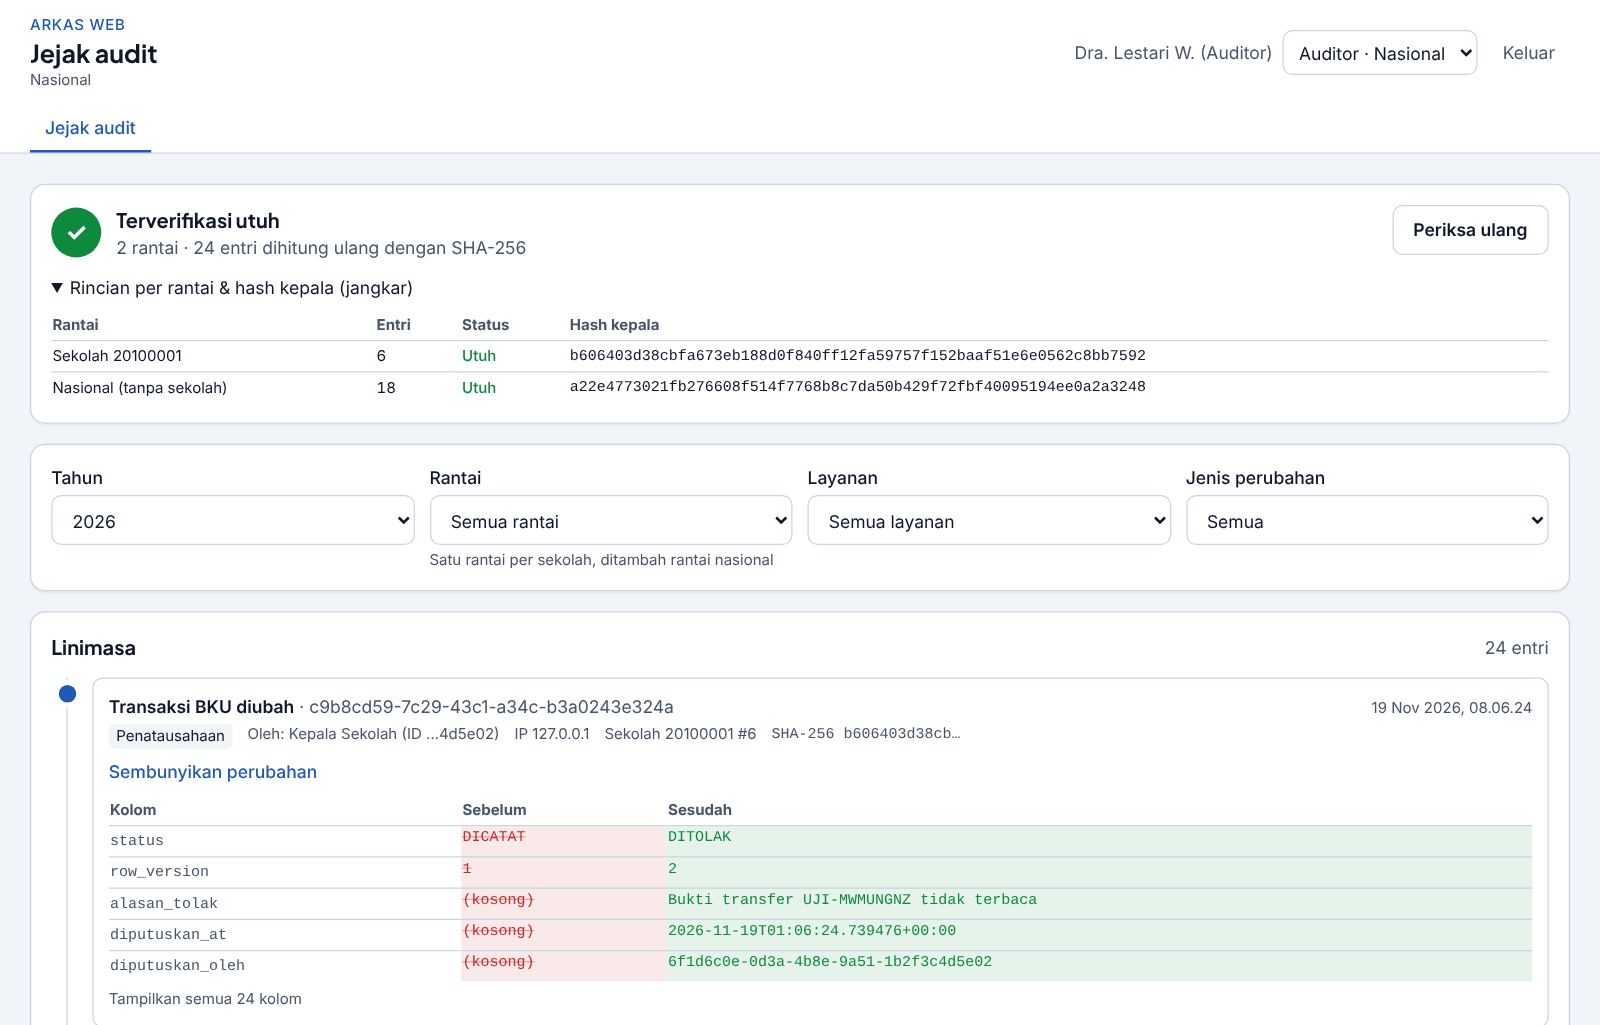 ARKAS WEB
Jejak audit
Nasional
Dra. Lestari W. (Auditor)
Auditor · Nasional
Keluar
Jejak audit
Terverifikasi utuh
2 rantai · 24 entri dihitung ulang dengan SHA-256
Periksa ulang
▼ Rincian per rantai & hash kepala (jangkar)
Rantai Entri Status Hash kepala
Sekolah 20100001 6 Utuh b606403d38cbfa673eb188d0f840ff12fa59757f152baaf51e6e0562c8bb7592
Nasional (tanpa sekolah) 18 Utuh a22e4773021fb276608f514f7768b8c7da50b429f72fbf40095194ee0a2a3248
Tahun Rantai Layanan Jenis perubahan
2026 Semua rantai Semua layanan Semua
Satu rantai per sekolah, ditambah rantai nasional
Linimasa
24 entri
Transaksi BKU diubah · c9b8cd59-7c29-43c1-a34c-b3a0243e324a
19 Nov 2026, 08.06.24
Penatausahaan Oleh: Kepala Sekolah (ID ...4d5e02) IP 127.0.0.1 Sekolah 20100001 #6 SHA-256 b606403d38cb…
Sembunyikan perubahan
Kolom Sebelum Sesudah
status DICATAT DITOLAK
row_version 1 2
alasan_tolak (kosong) Bukti transfer UJI-MWMUNGNZ tidak terbaca
diputuskan_at (kosong) 2026-11-19T01:06:24.739476+00:00
diputuskan_oleh (kosong) 6f1d6c0e-0d3a-4b8e-9a51-1b2f3c4d5e02
Tampilkan semua 24 kolom